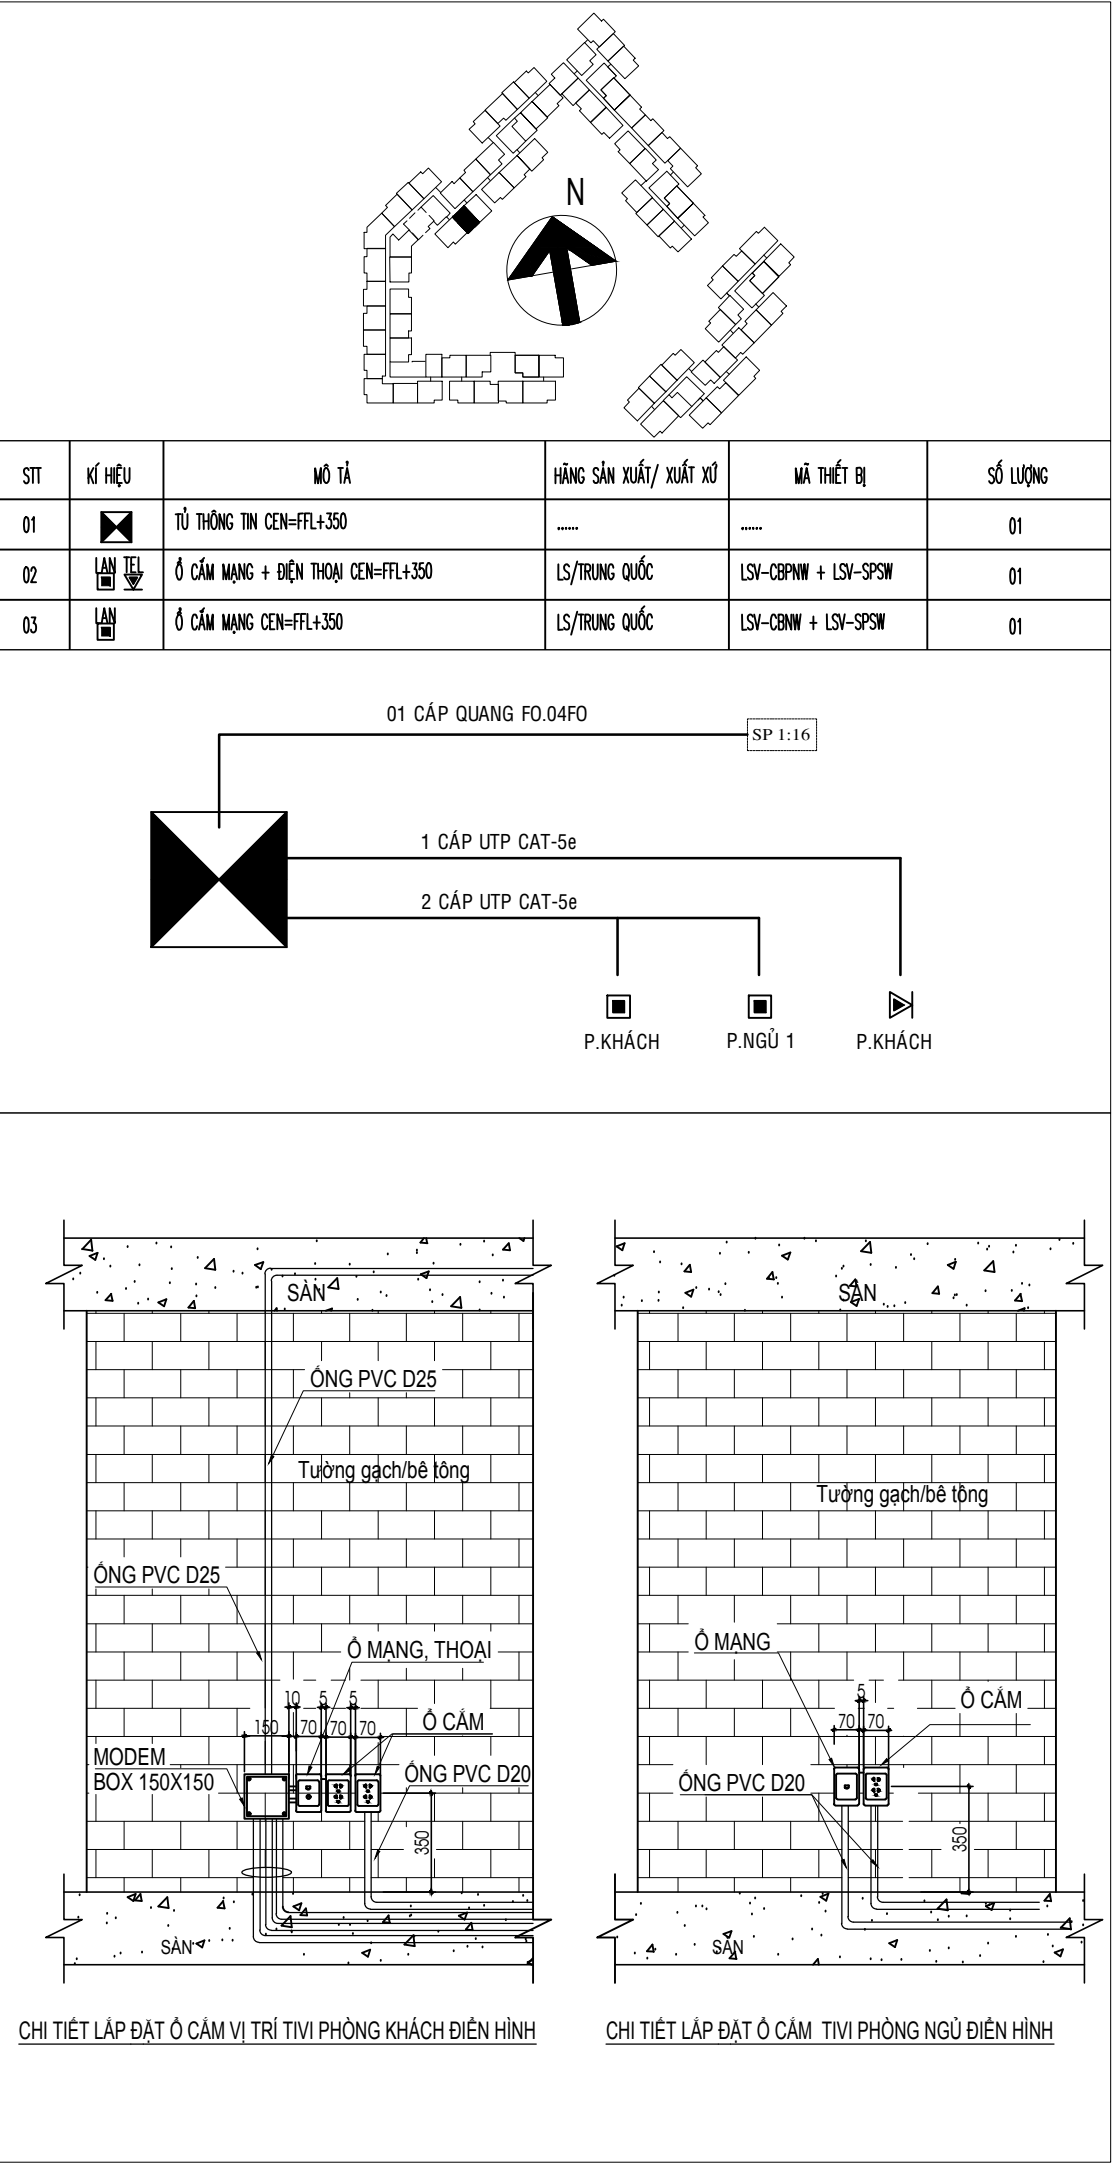 N
STT KÍ HIỆU MÔ TẢ HÃNG SẢN XUẤT/ XUẤT XỨ MÃ THIẾT BỊ SỐ LƯỢNG
01 TỦ THÔNG TIN CEN=FFL+350 ...... ...... 01
02 LAN TEL Ổ CẮM MẠNG + ĐIỆN THOẠI CEN=FFL+350 LS/TRUNG QUỐC LSV-CBPNW + LSV-SPSW 01
03 LAN Ổ CẮM MẠNG CEN=FFL+350 LS/TRUNG QUỐC LSV-CBNW + LSV-SPSW 01
01 CÁP QUANG FO.04FO
SP 1:16
1 CÁP UTP CAT-5e
2 CÁP UTP CAT-5e
P.KHÁCH P.NGỦ 1 P.KHÁCH
SÀN
ỐNG PVC D25
Tường gạch/bê tông
ỐNG PVC D25
Ổ MẠNG, THOẠI
10 5 5
Ổ CẮM
150 70 70 70
MODEM
BOX 150X150
ỐNG PVC D20
350
SÀN
CHI TIẾT LẮP ĐẶT Ổ CẮM VỊ TRÍ TIVI PHÒNG KHÁCH ĐIỂN HÌNH
SÀN
Tường gạch/bê tông
Ổ MẠNG
5
Ổ CẮM
70 70
ỐNG PVC D20
350
SÀN
CHI TIẾT LẮP ĐẶT Ổ CẮM TIVI PHÒNG NGỦ ĐIỂN HÌNH